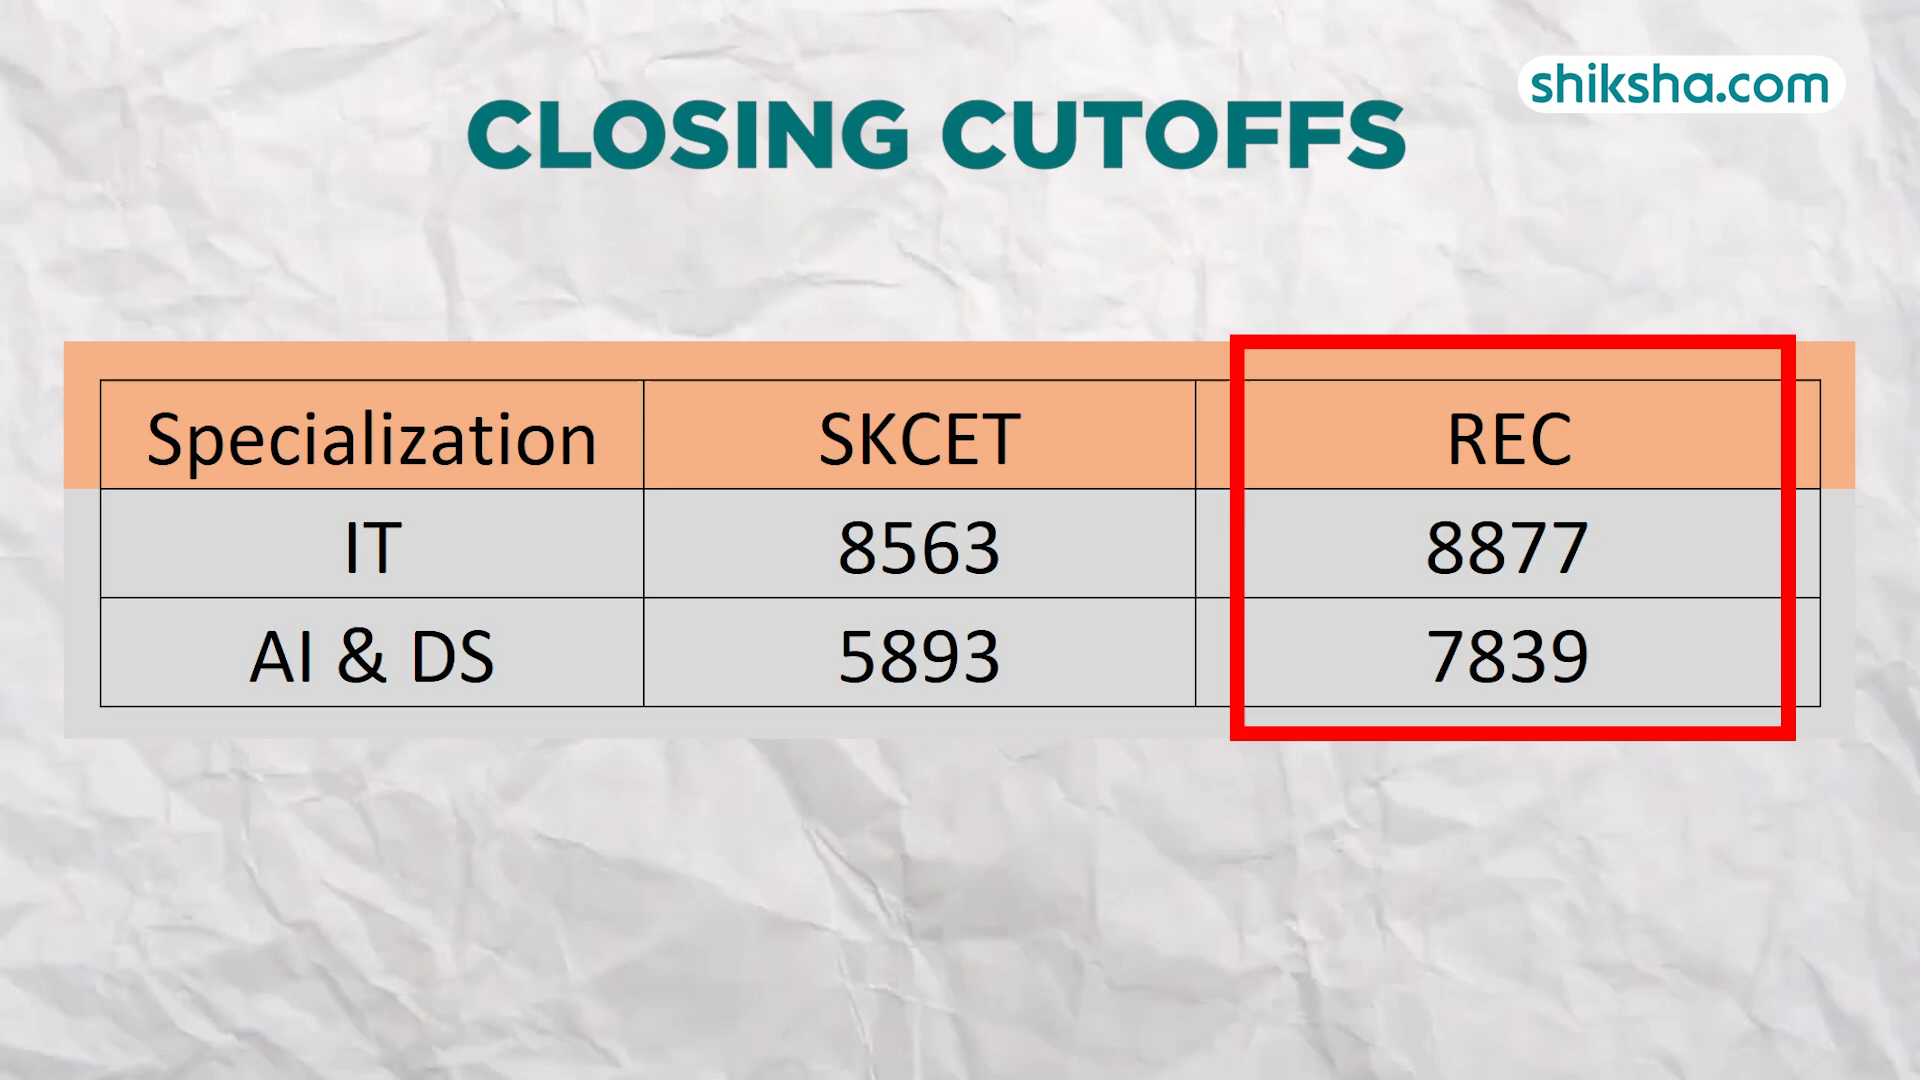 shiksha.com
CLOSING CUTOFFS
Specialization SKCET REC
IT 8563 8877
AI & DS 5893 7839